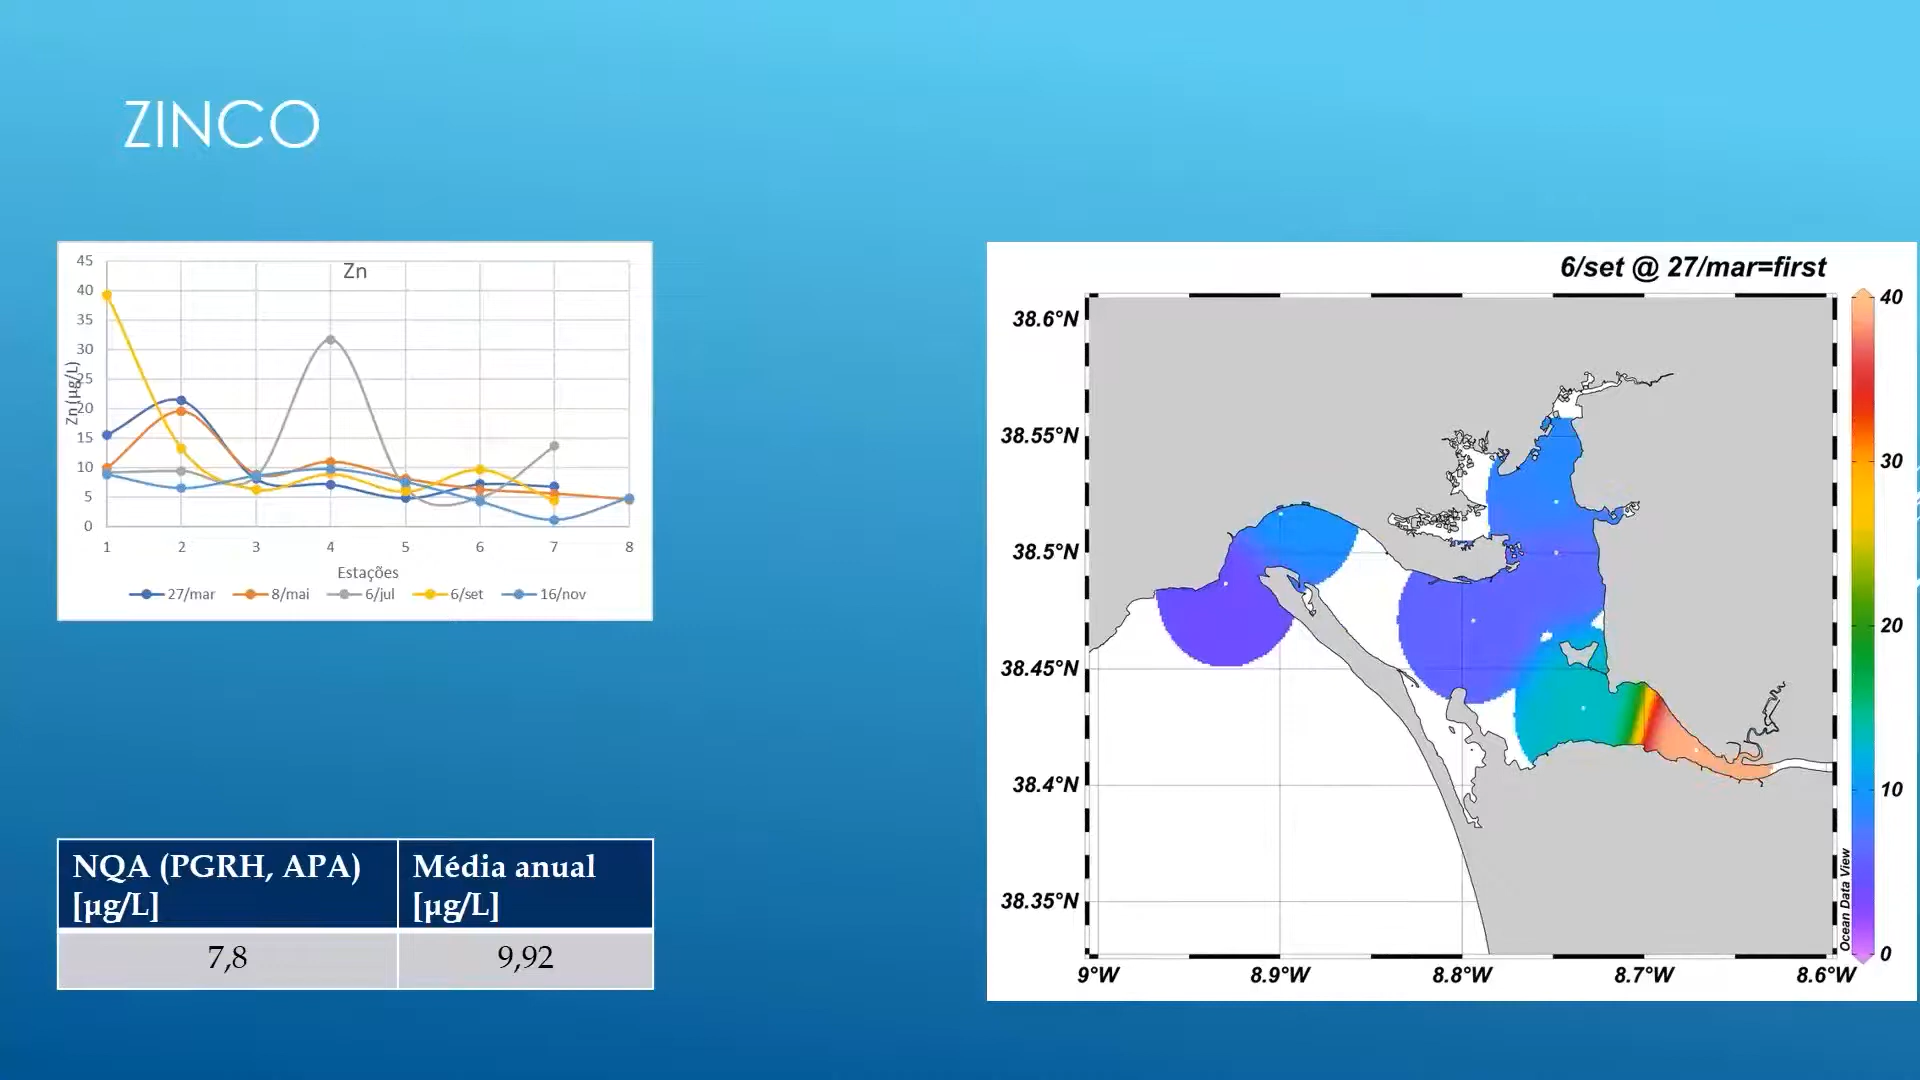 ZINCO
Zn
Zn (µg/L)
45
40
35
30
25
20
15
10
5
0
1 2 3 4 5 6 7 8
Estações
27/mar 8/mai 6/jul 6/set 16/nov
NQA (PGRH, APA) [µg/L]
Média anual [µg/L]
7,8 9,92
6/set @ 27/mar=first
38.6°N
38.55°N
38.5°N
38.45°N
38.4°N
38.35°N
9°W 8.9°W 8.8°W 8.7°W 8.6°W
40
30
20
10
0
Ocean Data View